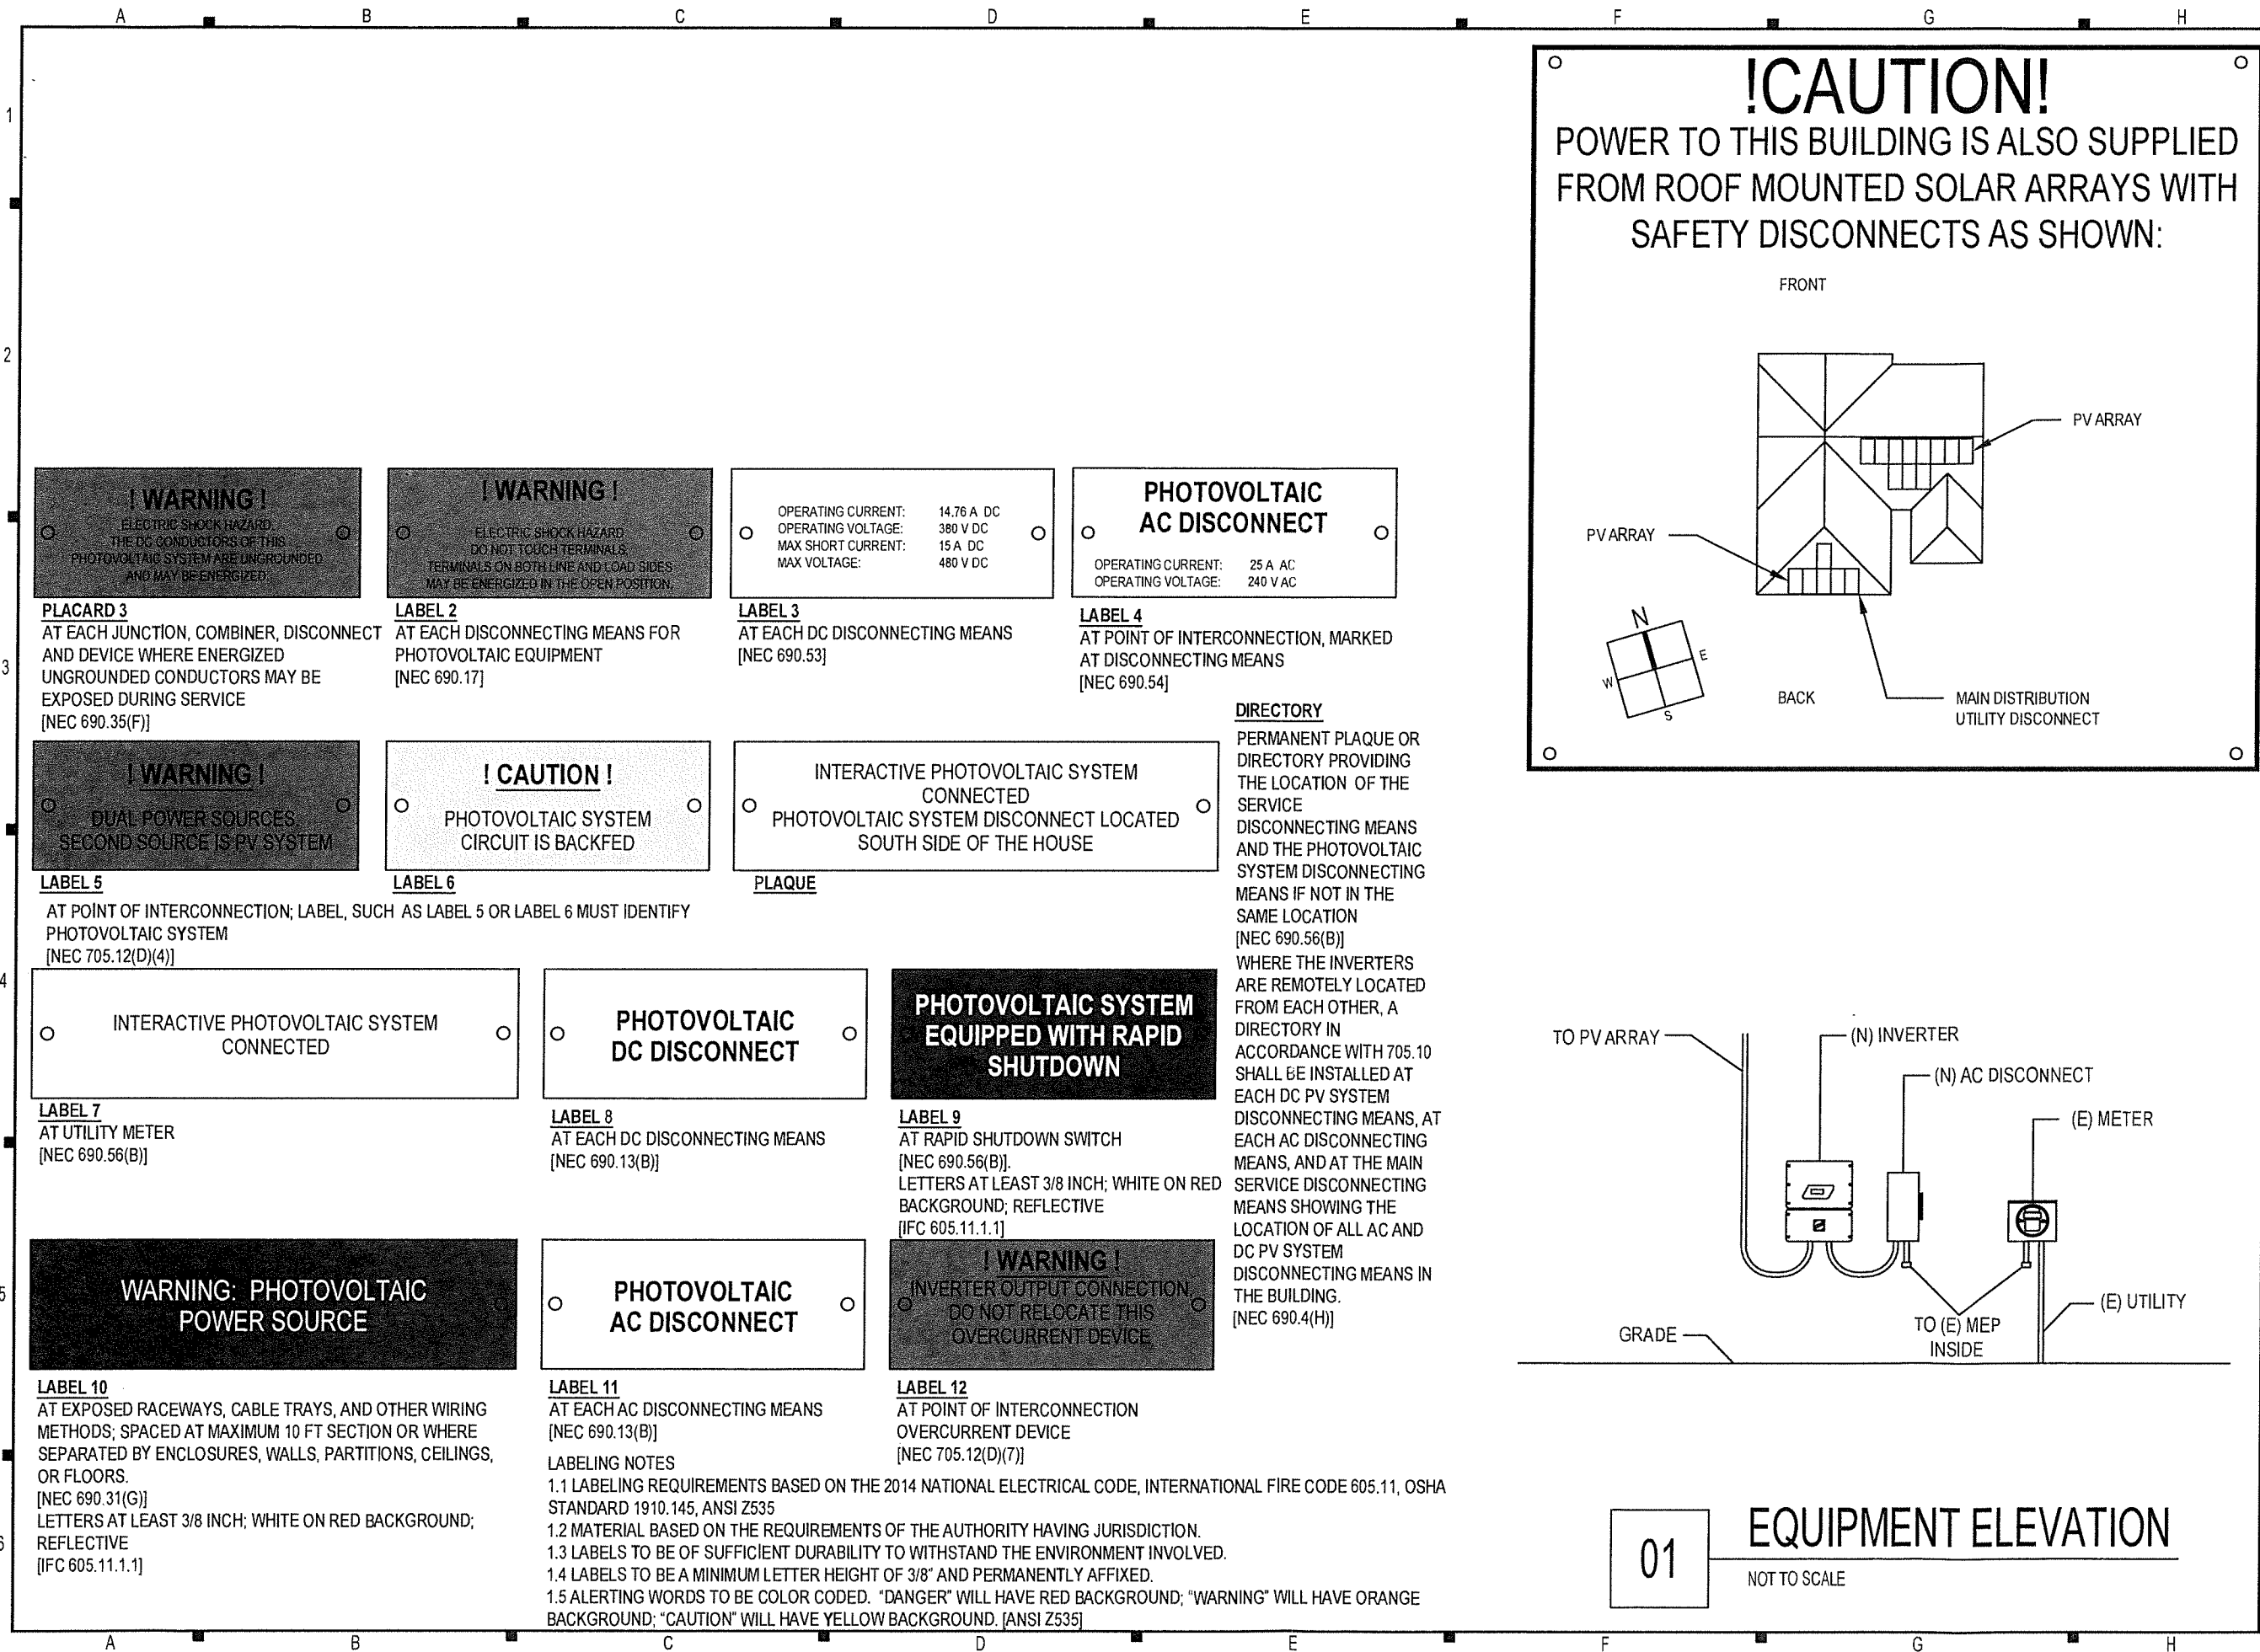 A B C D E F G H
1
2
3
4
5
6
!CAUTION!
POWER TO THIS BUILDING IS ALSO SUPPLIED
FROM ROOF MOUNTED SOLAR ARRAYS WITH
SAFETY DISCONNECTS AS SHOWN:
FRONT
PV ARRAY
PV ARRAY
N
E
W
S
BACK
MAIN DISTRIBUTION
UTILITY DISCONNECT
! WARNING !
ELECTRIC SHOCK HAZARD.
THE DC CONDUCTORS OF THIS
PHOTOVOLTAIC SYSTEM ARE UNGROUNDED
AND MAY BE ENERGIZED.
PLACARD 3
AT EACH JUNCTION, COMBINER, DISCONNECT
AND DEVICE WHERE ENERGIZED
UNGROUNDED CONDUCTORS MAY BE
EXPOSED DURING SERVICE
[NEC 690.35(F)]
! WARNING !
ELECTRIC SHOCK HAZARD
DO NOT TOUCH TERMINALS.
TERMINALS ON BOTH LINE AND LOAD SIDES
MAY BE ENERGIZED IN THE OPEN POSITION.
LABEL 2
AT EACH DISCONNECTING MEANS FOR
PHOTOVOLTAIC EQUIPMENT
[NEC 690.17]
OPERATING CURRENT: 14.76 A DC
OPERATING VOLTAGE: 380 V DC
MAX SHORT CURRENT: 15 A DC
MAX VOLTAGE: 480 V DC
LABEL 3
AT EACH DC DISCONNECTING MEANS
[NEC 690.53]
PHOTOVOLTAIC
AC DISCONNECT
OPERATING CURRENT: 25 A AC
OPERATING VOLTAGE: 240 V AC
LABEL 4
AT POINT OF INTERCONNECTION, MARKED
AT DISCONNECTING MEANS
[NEC 690.54]
! WARNING !
DUAL POWER SOURCES
SECOND SOURCE IS PV SYSTEM
LABEL 5
! CAUTION !
PHOTOVOLTAIC SYSTEM
CIRCUIT IS BACKFED
LABEL 6
AT POINT OF INTERCONNECTION; LABEL, SUCH AS LABEL 5 OR LABEL 6 MUST IDENTIFY
PHOTOVOLTAIC SYSTEM
[NEC 705.12(D)(4)]
INTERACTIVE PHOTOVOLTAIC SYSTEM
CONNECTED
PHOTOVOLTAIC SYSTEM DISCONNECT LOCATED
SOUTH SIDE OF THE HOUSE
PLAQUE
DIRECTORY
PERMANENT PLAQUE OR
DIRECTORY PROVIDING
THE LOCATION OF THE
SERVICE
DISCONNECTING MEANS
AND THE PHOTOVOLTAIC
SYSTEM DISCONNECTING
MEANS IF NOT IN THE
SAME LOCATION
[NEC 690.56(B)]
WHERE THE INVERTERS
ARE REMOTELY LOCATED
FROM EACH OTHER, A
DIRECTORY IN
ACCORDANCE WITH 705.10
SHALL BE INSTALLED AT
EACH DC PV SYSTEM
DISCONNECTING MEANS, AT
EACH AC DISCONNECTING
MEANS, AND AT THE MAIN
SERVICE DISCONNECTING
MEANS SHOWING THE
LOCATION OF ALL AC AND
DC PV SYSTEM
DISCONNECTING MEANS IN
THE BUILDING.
[NEC 690.4(H)]
INTERACTIVE PHOTOVOLTAIC SYSTEM
CONNECTED
LABEL 7
AT UTILITY METER
[NEC 690.56(B)]
PHOTOVOLTAIC
DC DISCONNECT
LABEL 8
AT EACH DC DISCONNECTING MEANS
[NEC 690.13(B)]
PHOTOVOLTAIC SYSTEM
EQUIPPED WITH RAPID
SHUTDOWN
LABEL 9
AT RAPID SHUTDOWN SWITCH
[NEC 690.56(B)].
LETTERS AT LEAST 3/8 INCH; WHITE ON RED
BACKGROUND; REFLECTIVE
[IFC 605.11.1.1]
WARNING: PHOTOVOLTAIC
POWER SOURCE
LABEL 10
AT EXPOSED RACEWAYS, CABLE TRAYS, AND OTHER WIRING
METHODS; SPACED AT MAXIMUM 10 FT SECTION OR WHERE
SEPARATED BY ENCLOSURES, WALLS, PARTITIONS, CEILINGS,
OR FLOORS.
[NEC 690.31(G)]
LETTERS AT LEAST 3/8 INCH; WHITE ON RED BACKGROUND;
REFLECTIVE
[IFC 605.11.1.1]
PHOTOVOLTAIC
AC DISCONNECT
LABEL 11
AT EACH AC DISCONNECTING MEANS
[NEC 690.13(B)]
! WARNING !
INVERTER OUTPUT CONNECTION
DO NOT RELOCATE THIS
OVERCURRENT DEVICE
LABEL 12
AT POINT OF INTERCONNECTION
OVERCURRENT DEVICE
[NEC 705.12(D)(7)]
LABELING NOTES
1.1 LABELING REQUIREMENTS BASED ON THE 2014 NATIONAL ELECTRICAL CODE, INTERNATIONAL FIRE CODE 605.11, OSHA
STANDARD 1910.145, ANSI Z535
1.2 MATERIAL BASED ON THE REQUIREMENTS OF THE AUTHORITY HAVING JURISDICTION.
1.3 LABELS TO BE OF SUFFICIENT DURABILITY TO WITHSTAND THE ENVIRONMENT INVOLVED.
1.4 LABELS TO BE A MINIMUM LETTER HEIGHT OF 3/8" AND PERMANENTLY AFFIXED.
1.5 ALERTING WORDS TO BE COLOR CODED. "DANGER" WILL HAVE RED BACKGROUND; "WARNING" WILL HAVE ORANGE
BACKGROUND; "CAUTION" WILL HAVE YELLOW BACKGROUND. [ANSI Z535]
TO PV ARRAY
(N) INVERTER
(N) AC DISCONNECT
(E) METER
(E) UTILITY
TO (E) MEP
INSIDE
GRADE
01
EQUIPMENT ELEVATION
NOT TO SCALE
A B C D E F G H